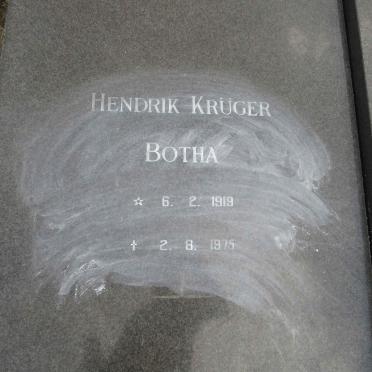 HENDRIK KRÜGER
BOTHA
☆ 6. 2. 1919
† 2. 8. 1975